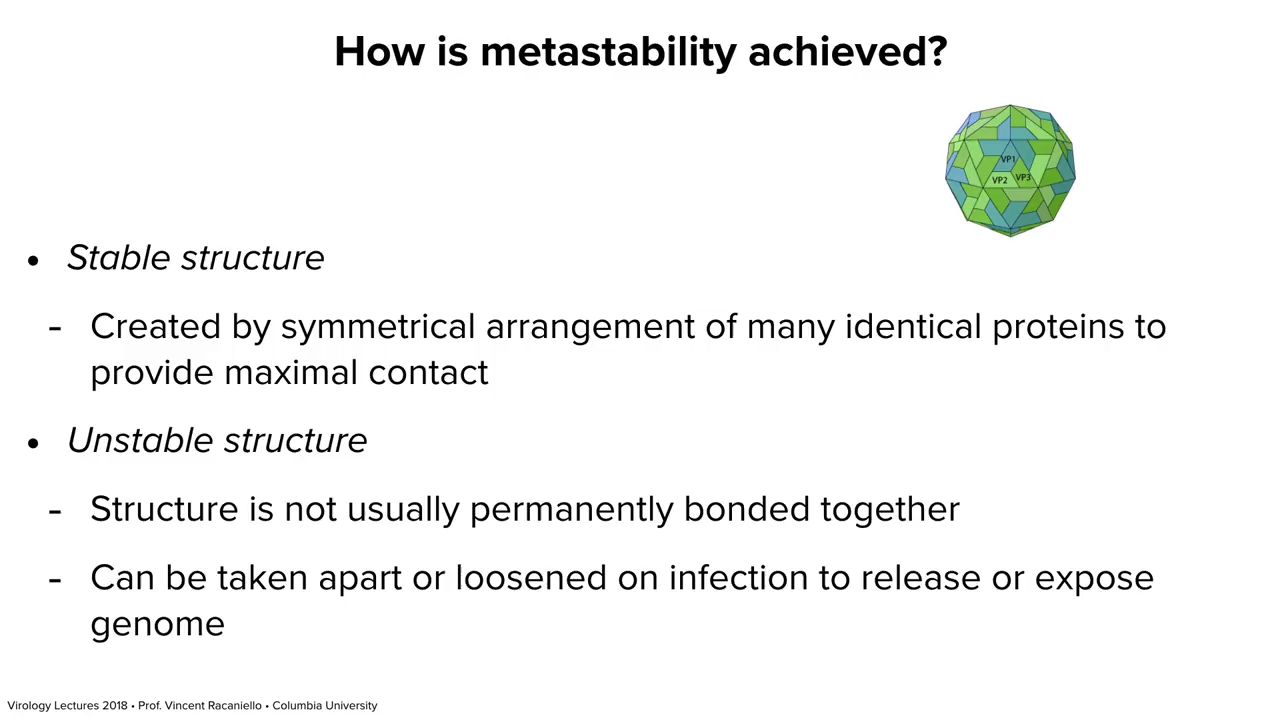 How is metastability achieved?
VP1
VP2
VP3
• Stable structure
- Created by symmetrical arrangement of many identical proteins to
provide maximal contact
• Unstable structure
- Structure is not usually permanently bonded together
- Can be taken apart or loosened on infection to release or expose
genome
Virology Lectures 2018 • Prof. Vincent Racaniello • Columbia University